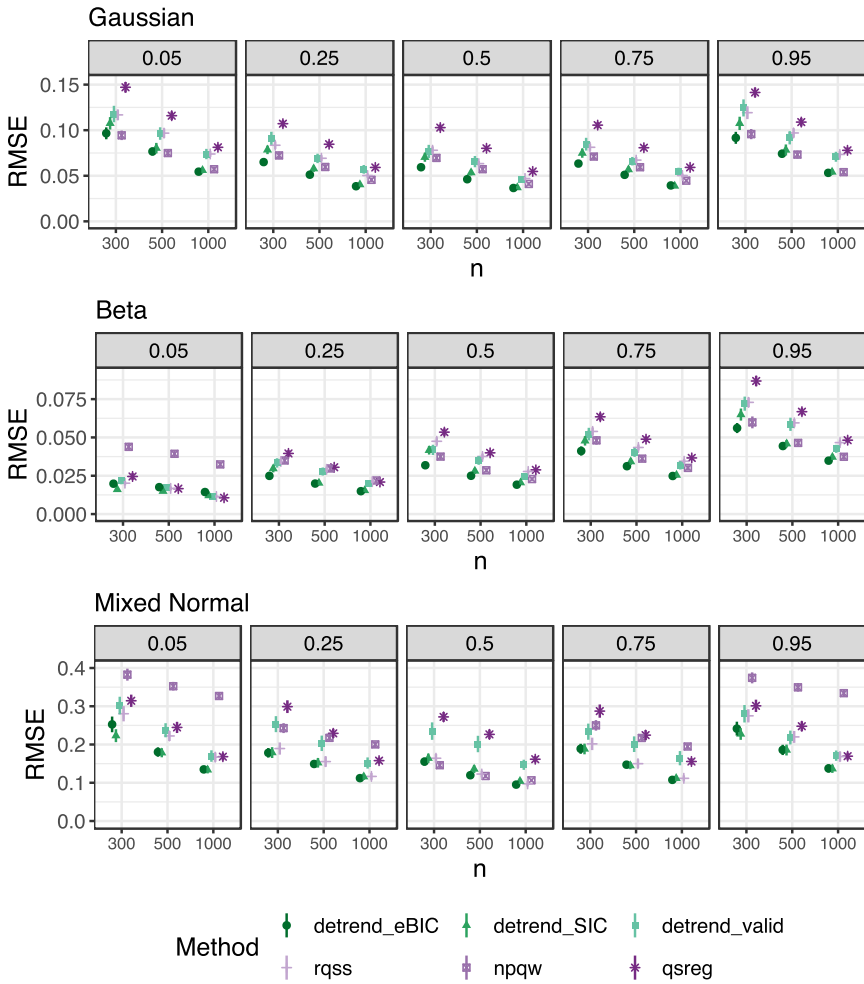 Gaussian
0.05 0.25 0.5 0.75 0.95
RMSE
0.15
0.10
0.05
0.00
300 500 1000 300 500 1000 300 500 1000 300 500 1000 300 500 1000
n
Beta
0.05 0.25 0.5 0.75 0.95
RMSE
0.075
0.050
0.025
0.000
300 500 1000 300 500 1000 300 500 1000 300 500 1000 300 500 1000
n
Mixed Normal
0.05 0.25 0.5 0.75 0.95
RMSE
0.4
0.3
0.2
0.1
0.0
300 500 1000 300 500 1000 300 500 1000 300 500 1000 300 500 1000
n
Method
detrend_eBIC detrend_SIC detrend_valid
rqss npqw qsreg